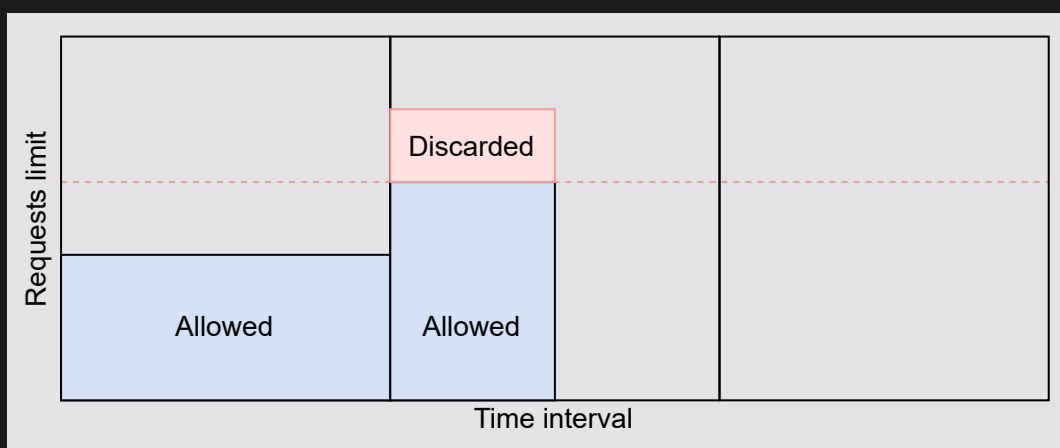 Requests limit
Discarded
Allowed
Allowed
Time interval